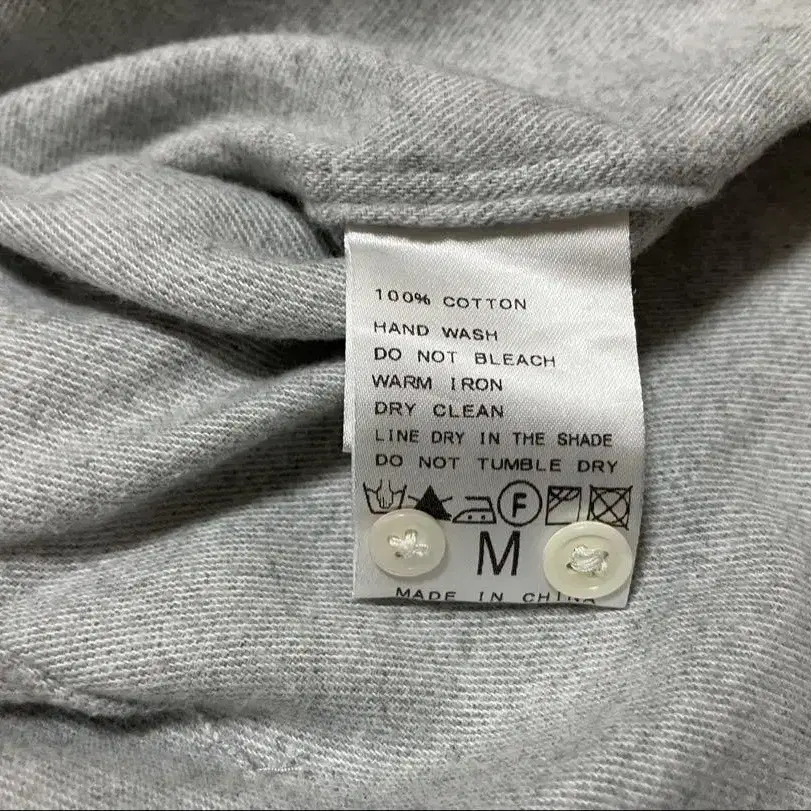 100% COTTON
HAND WASH
DO NOT BLEACH
WARM IRON
DRY CLEAN
LINE DRY IN THE SHADE
DO NOT TUMBLE DRY
F
M
MADE IN CHINA